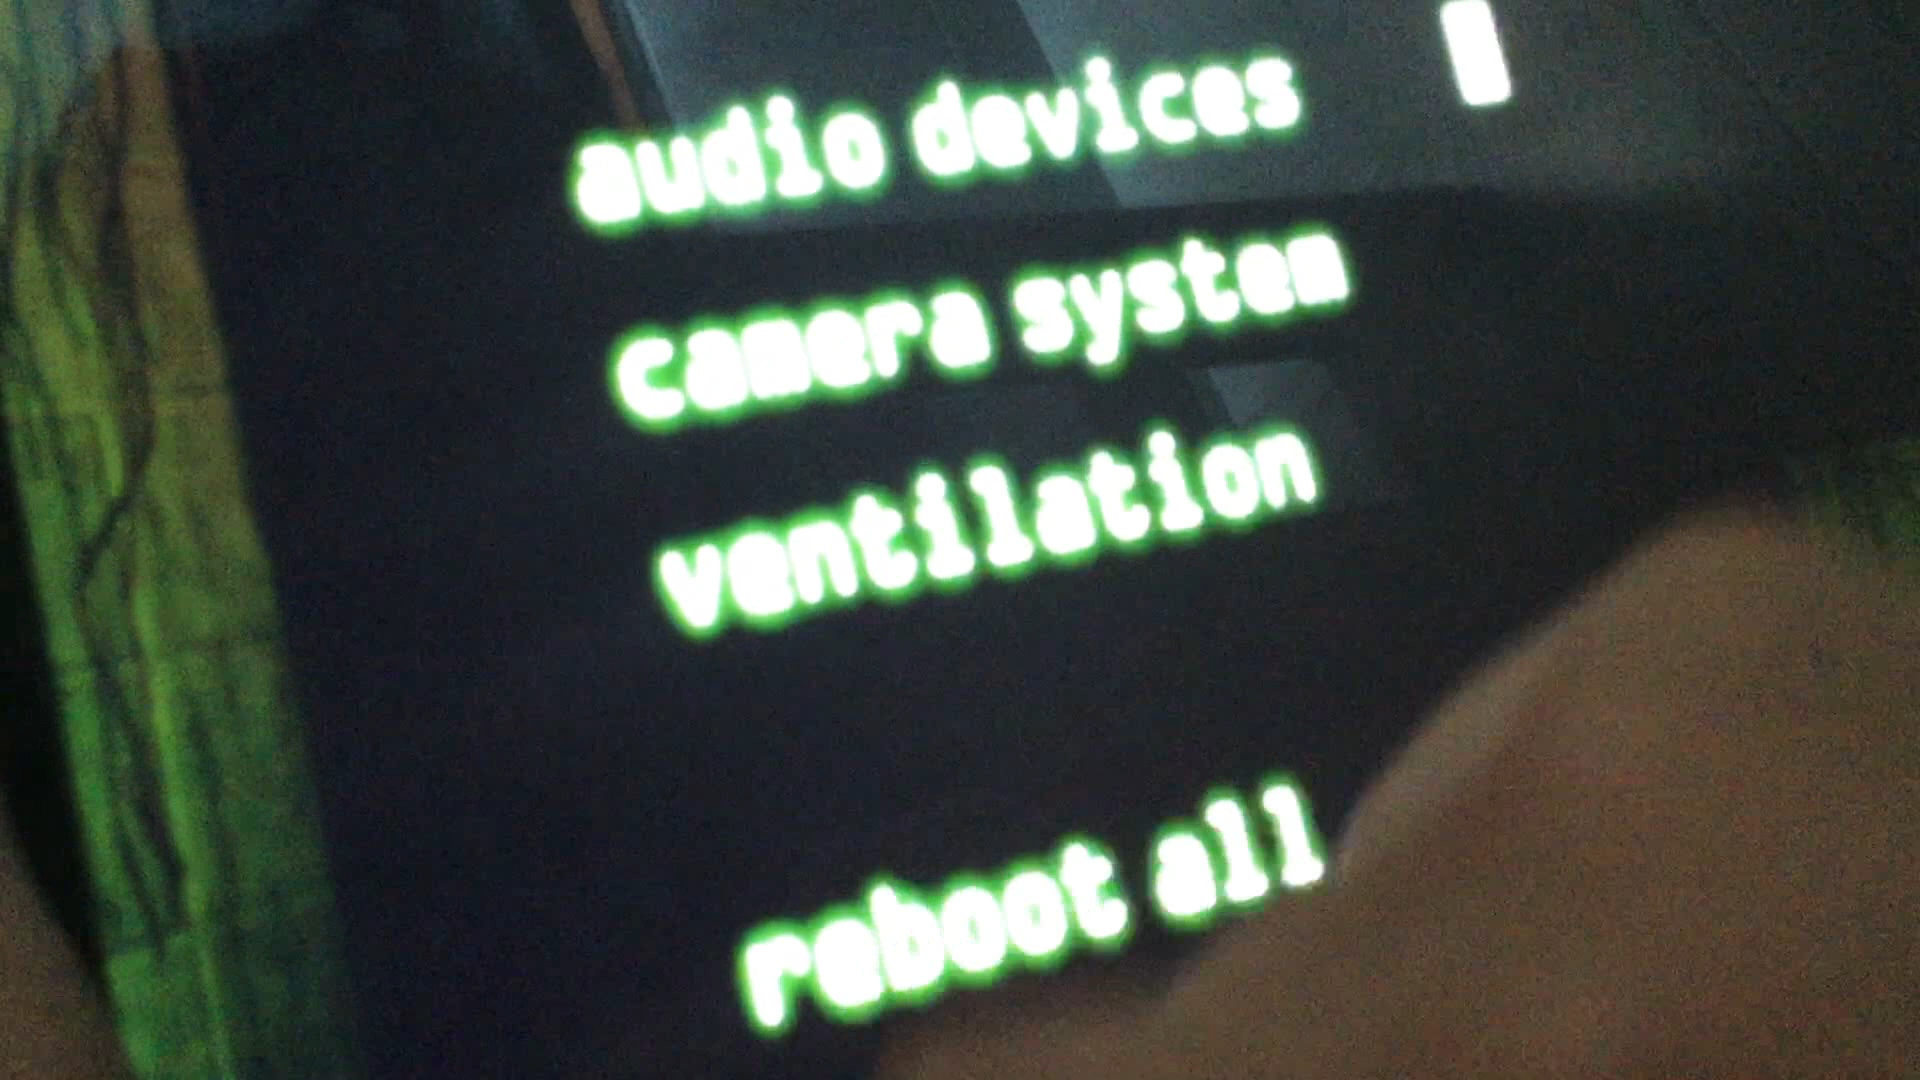 audio devices
camera system
ventilation
reboot all